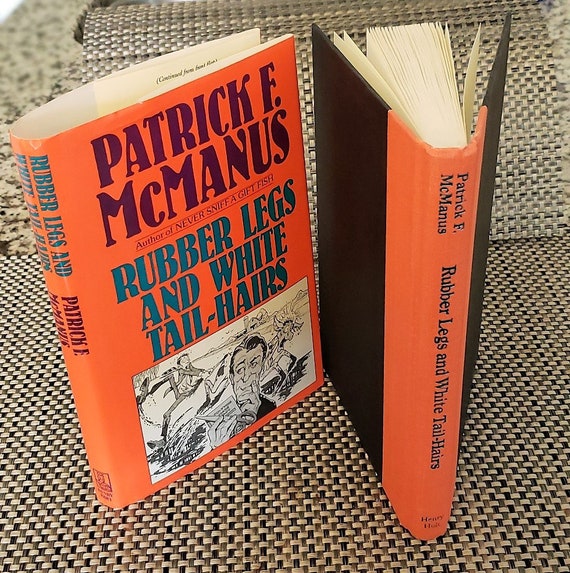 (Continued from front flap)
PATRICK F.
McMANUS
Author of NEVER SNIFF A GIFT FISH
RUBBER LEGS
AND WHITE
TAIL-HAIRS
RUBBER LEGS AND
WHITE TAIL-HAIRS
PATRICK F.
McMANUS
Patrick F.
McManus
Rubber Legs and White Tail-Hairs
Henry
Holt